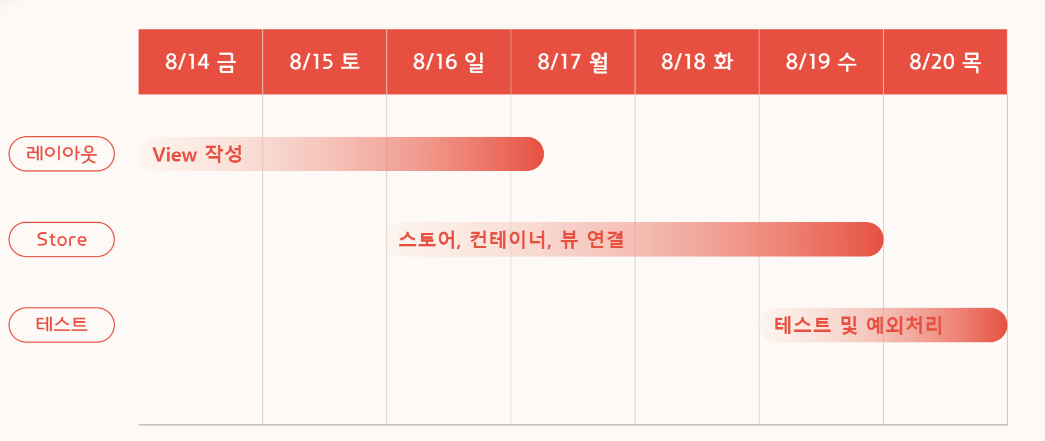 8/14 금 8/15 토 8/16 일 8/17 월 8/18 화 8/19 수 8/20 목
레이아웃 View 작성
Store 스토어, 컨테이너, 뷰 연결
테스트 테스트 및 예외처리